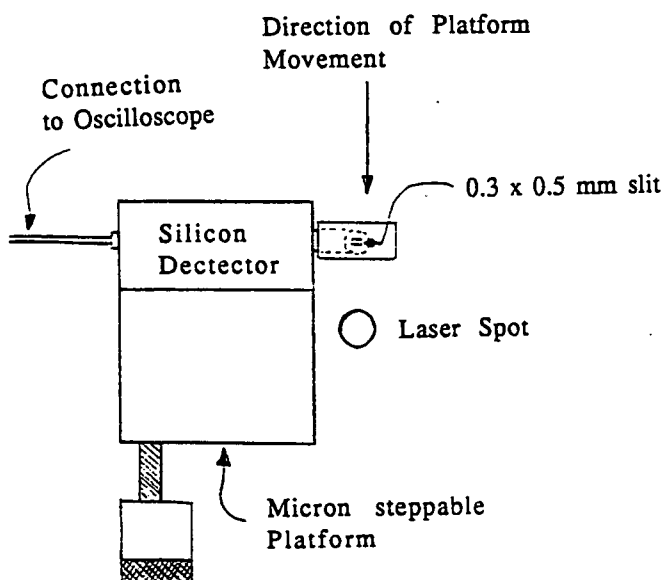 Direction of Platform
Movement
Connection
to Oscilloscope
0.3 x 0.5 mm slit
Silicon
Dectector
Laser Spot
Micron steppable
Platform